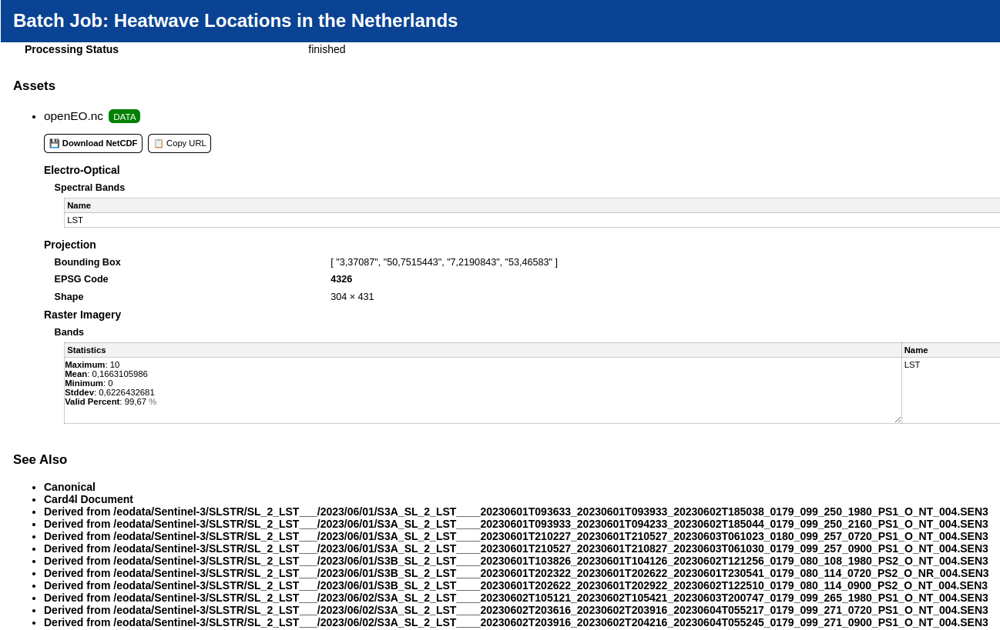 Batch Job: Heatwave Locations in the Netherlands
Processing Status finished
Assets
• openEO.nc DATA
💾 Download NetCDF 📋 Copy URL
Electro-Optical
Spectral Bands
Name
LST
Projection
Bounding Box [ "3,37087", "50,7515443", "7,2190843", "53,46583" ]
EPSG Code 4326
Shape 304 × 431
Raster Imagery
Bands
Statistics Name
Maximum: 10 LST
Mean: 0,1663105986
Minimum: 0
Stddev: 0,6226432681
Valid Percent: 99,67 %
See Also
• Canonical
• Card4l Document
• Derived from /eodata/Sentinel-3/SLSTR/SL_2_LST___/2023/06/01/S3A_SL_2_LST____20230601T093633_20230601T093933_20230602T185038_0179_099_250_1980_PS1_O_NT_004.SEN3
• Derived from /eodata/Sentinel-3/SLSTR/SL_2_LST___/2023/06/01/S3A_SL_2_LST____20230601T093933_20230601T094233_20230602T185044_0179_099_250_2160_PS1_O_NT_004.SEN3
• Derived from /eodata/Sentinel-3/SLSTR/SL_2_LST___/2023/06/01/S3A_SL_2_LST____20230601T210227_20230601T210527_20230603T061023_0180_099_257_0720_PS1_O_NT_004.SEN3
• Derived from /eodata/Sentinel-3/SLSTR/SL_2_LST___/2023/06/01/S3A_SL_2_LST____20230601T210527_20230601T210827_20230603T061030_0179_099_257_0900_PS1_O_NT_004.SEN3
• Derived from /eodata/Sentinel-3/SLSTR/SL_2_LST___/2023/06/01/S3B_SL_2_LST____20230601T103826_20230601T104126_20230602T121256_0179_080_108_1980_PS2_O_NT_004.SEN3
• Derived from /eodata/Sentinel-3/SLSTR/SL_2_LST___/2023/06/01/S3B_SL_2_LST____20230601T202322_20230601T202622_20230601T230541_0179_080_114_0720_PS2_O_NR_004.SEN3
• Derived from /eodata/Sentinel-3/SLSTR/SL_2_LST___/2023/06/01/S3B_SL_2_LST____20230601T202622_20230601T202922_20230602T122510_0179_080_114_0900_PS2_O_NT_004.SEN3
• Derived from /eodata/Sentinel-3/SLSTR/SL_2_LST___/2023/06/02/S3A_SL_2_LST____20230602T105121_20230602T105421_20230603T200747_0179_099_265_1980_PS1_O_NT_004.SEN3
• Derived from /eodata/Sentinel-3/SLSTR/SL_2_LST___/2023/06/02/S3A_SL_2_LST____20230602T203616_20230602T203916_20230604T055217_0179_099_271_0720_PS1_O_NT_004.SEN3
• Derived from /eodata/Sentinel-3/SLSTR/SL_2_LST___/2023/06/02/S3A_SL_2_LST____20230602T203916_20230602T204216_20230604T055245_0179_099_271_0900_PS1_O_NT_004.SEN3